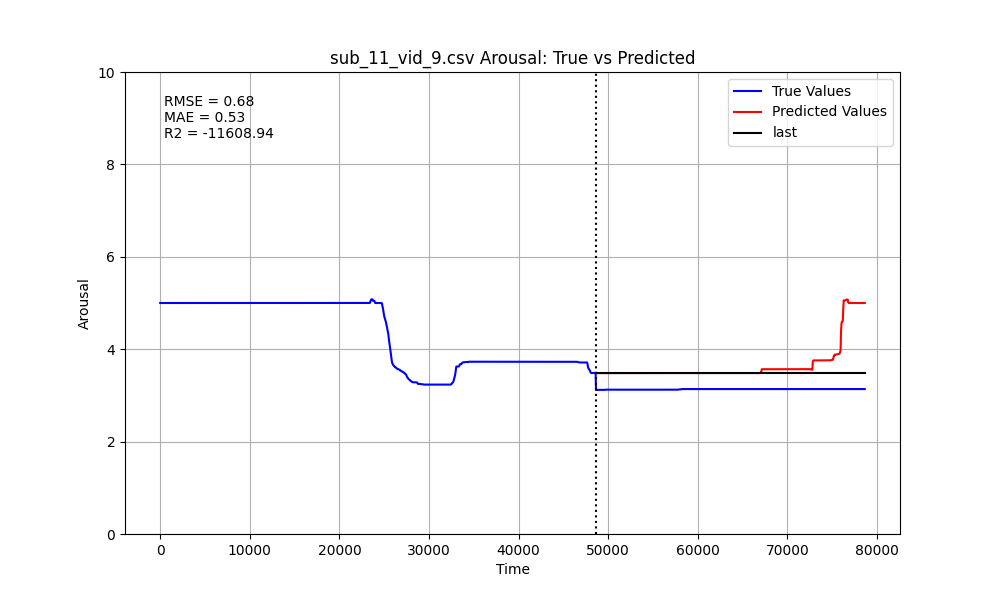 sub_11_vid_9.csv Arousal: True vs Predicted
RMSE = 0.68
MAE = 0.53
R2 = -11608.94
True Values
Predicted Values
last
Arousal
10
8
6
4
2
0
0 10000 20000 30000 40000 50000 60000 70000 80000
Time